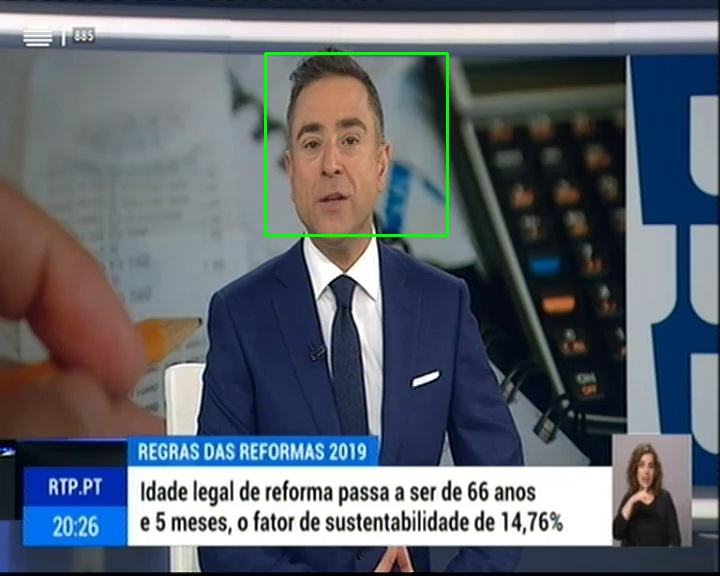 885
REGRAS DAS REFORMAS 2019
RTP.PT
Idade legal de reforma passa a ser de 66 anos
20:26
e 5 meses, o fator de sustentabilidade de 14,76%